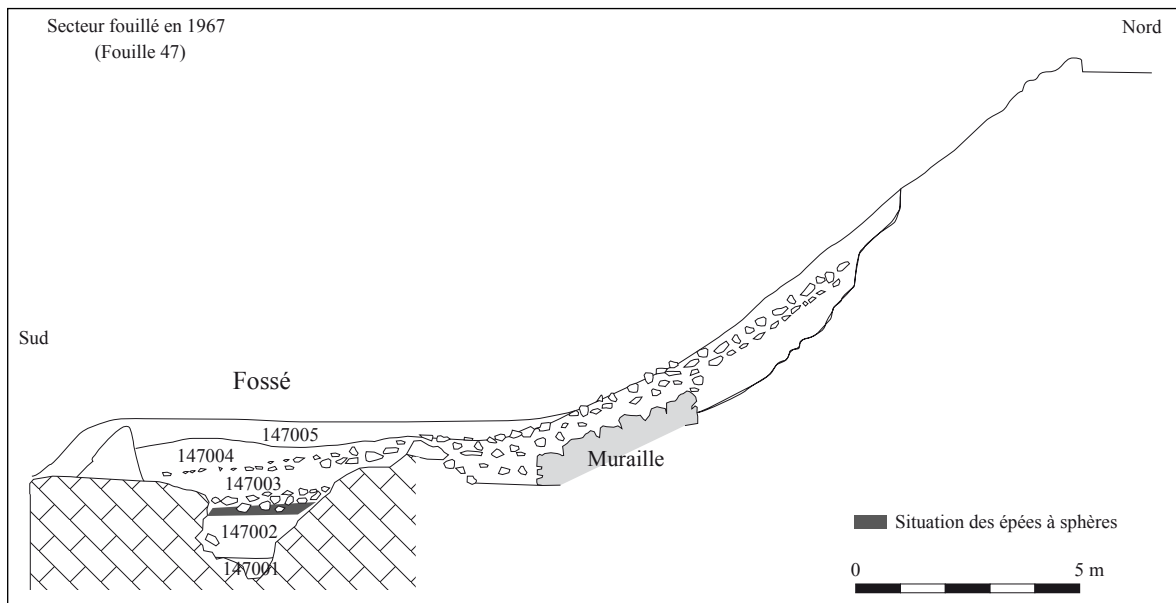 Secteur fouillé en 1967
(Fouille 47)
Nord
Sud
Fossé
147005
147004
147003
147002
147001
Muraille
Situation des épées à sphères
0
5 m